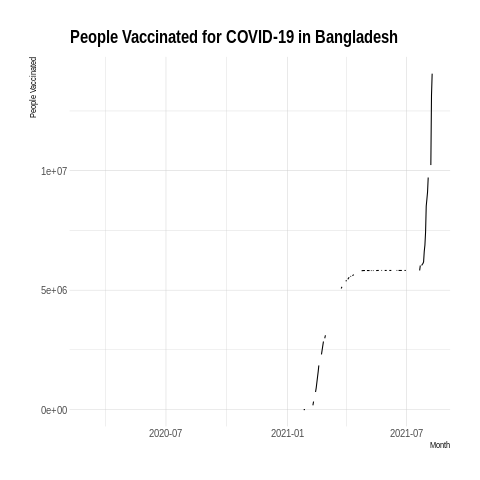 People Vaccinated for COVID-19 in Bangladesh
People Vaccinated
1e+07
5e+06
0e+00
2020-07 2021-01 2021-07
Month